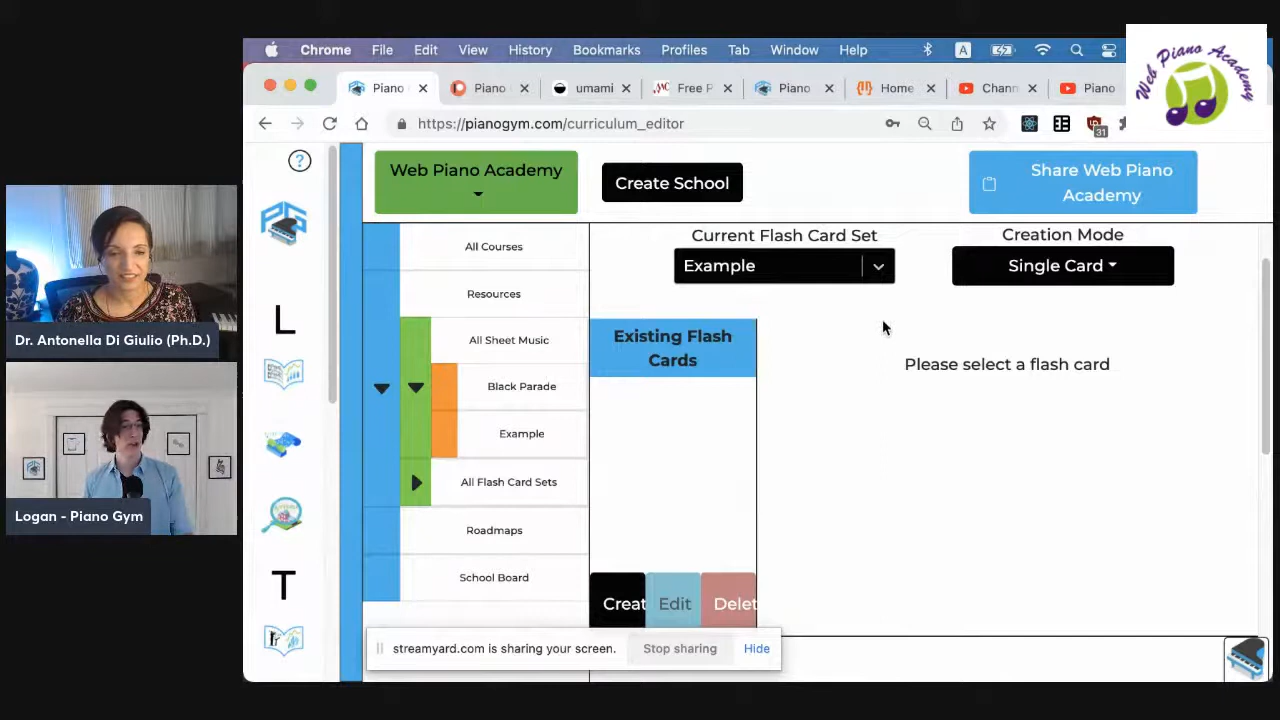 Chrome File Edit View History Bookmarks Profiles Tab Window Help
A
Web Piano Academy
Piano
Piano
umami
Free P
Piano
Home
Chann
Piano
https://pianogym.com/curriculum_editor
31
?
PG
L
T
Web Piano Academy
Create School
Share Web Piano
Academy
All Courses
Resources
All Sheet Music
Black Parade
Example
All Flash Card Sets
Roadmaps
School Board
Current Flash Card Set
Example
Creation Mode
Single Card
Existing Flash
Cards
Please select a flash card
Creat
Edit
Delet
streamyard.com is sharing your screen.
Stop sharing
Hide
Dr. Antonella Di Giulio (Ph.D.)
Logan - Piano Gym